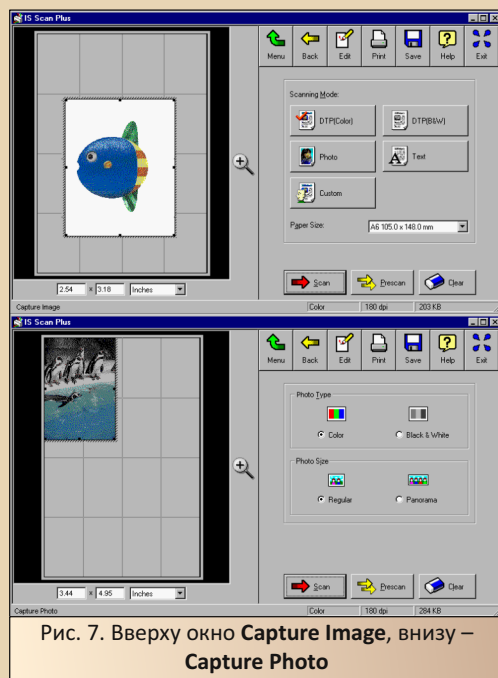 IS Scan Plus
Menu Back Edit Print Save Help Exit
Scanning Mode:
DTP(Color) DTP(B&W)
Photo Text
Custom
Paper Size: A6 105.0 x 148.0 mm
2.54 x 3.18 Inches
Scan Prescan Clear
Capture Image Color 180 dpi 203 KB
IS Scan Plus
Menu Back Edit Print Save Help Exit
Photo Type
Color Black & White
Photo Size
Regular Panorama
3.44 x 4.95 Inches
Scan Prescan Clear
Capture Photo Color 180 dpi 284 KB
Рис. 7. Вверху окно Capture Image, внизу –
Capture Photo